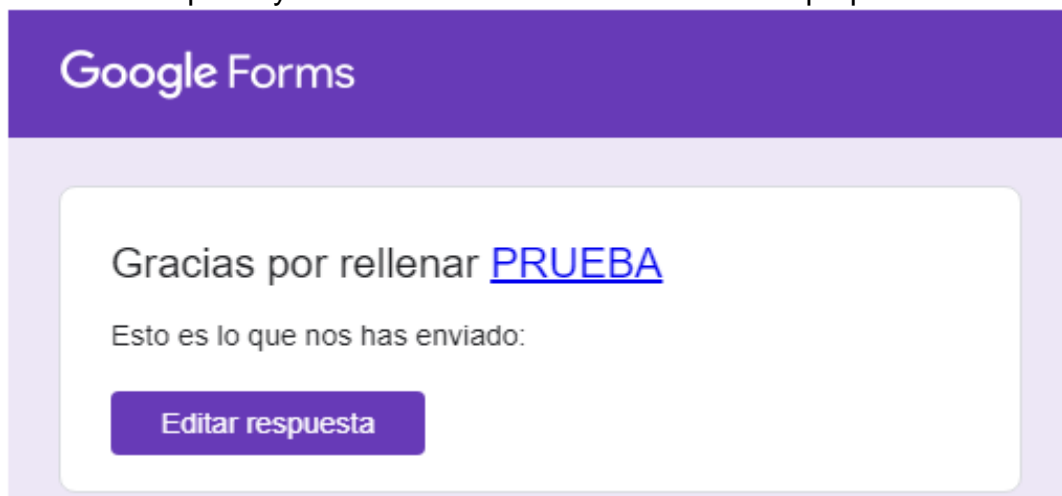 Google Forms
Gracias por rellenar PRUEBA
Esto es lo que nos has enviado:
Editar respuesta